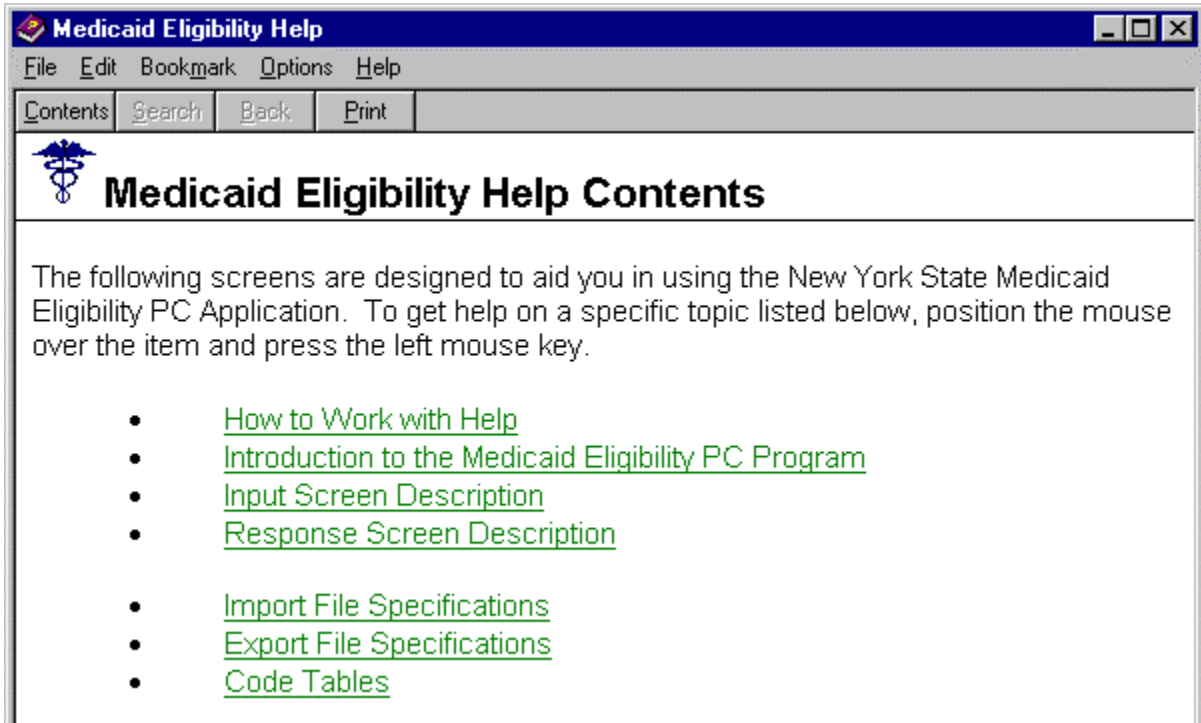 Medicaid Eligibility Help
File Edit Bookmark Options Help
Contents Search Back Print
Medicaid Eligibility Help Contents
The following screens are designed to aid you in using the New York State Medicaid
Eligibility PC Application.  To get help on a specific topic listed below, position the mouse
over the item and press the left mouse key.
• How to Work with Help
• Introduction to the Medicaid Eligibility PC Program
• Input Screen Description
• Response Screen Description
• Import File Specifications
• Export File Specifications
• Code Tables